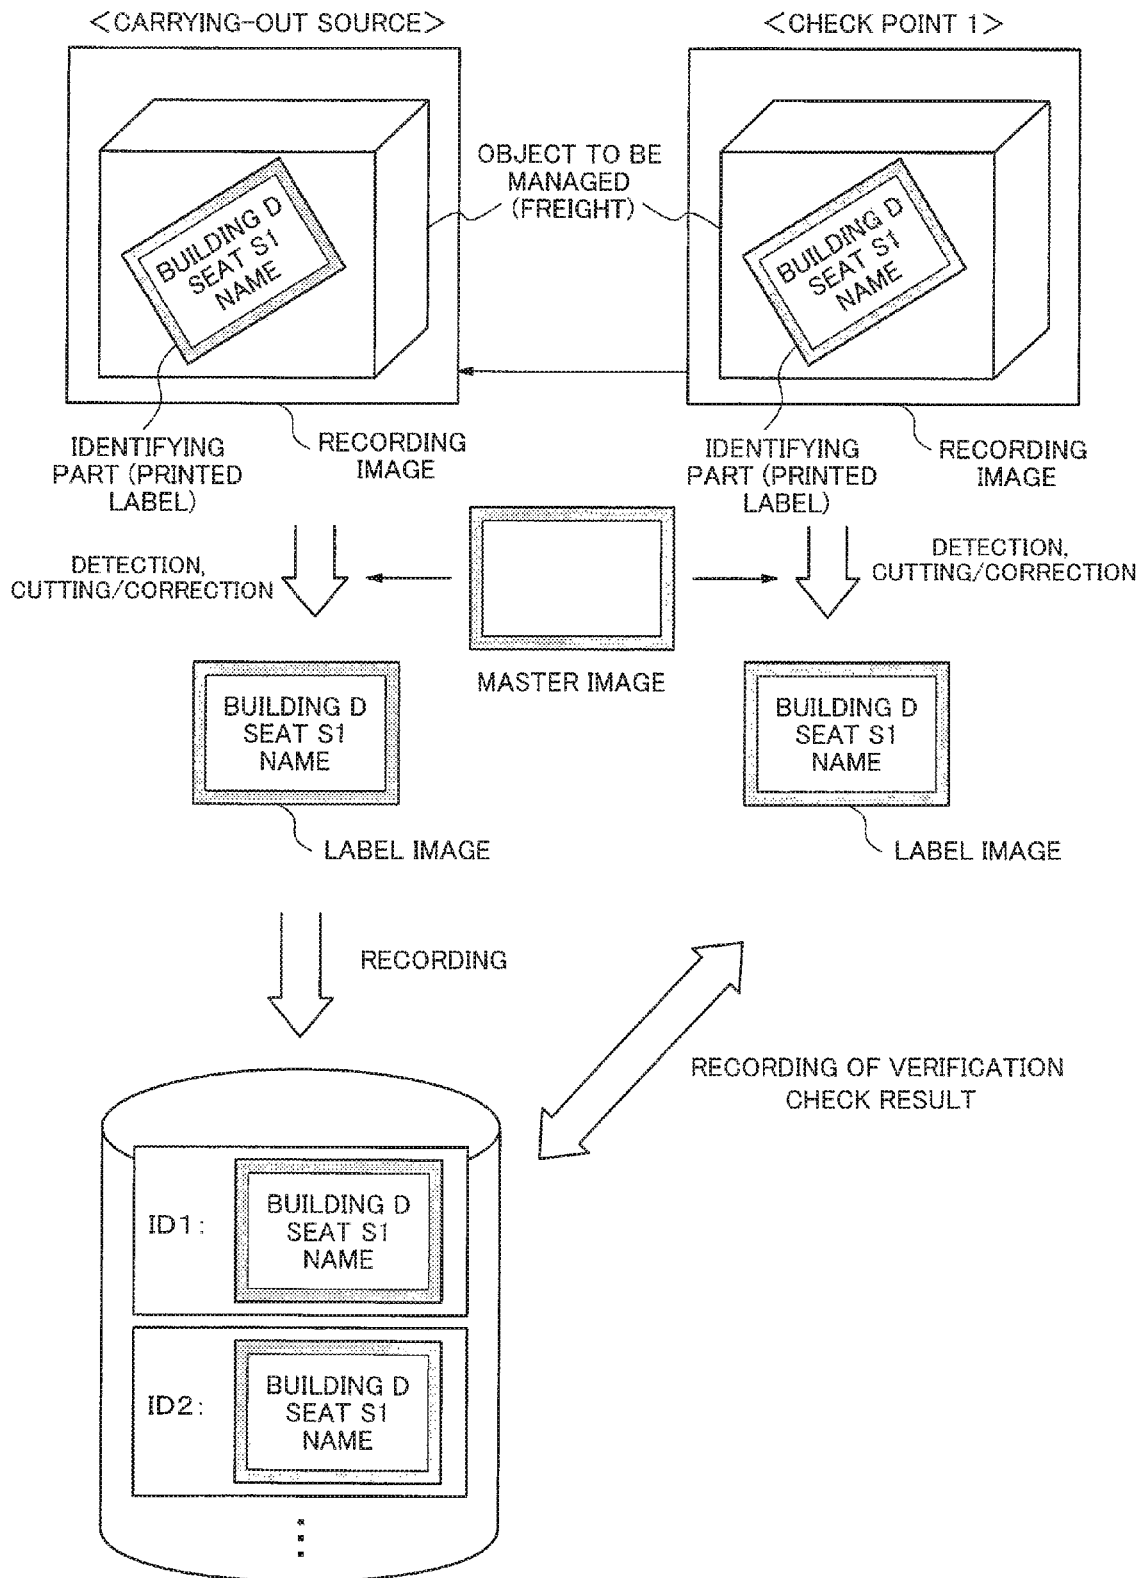 <CARRYING-OUT SOURCE>
<CHECK POINT 1>
BUILDING D
SEAT S1
NAME
OBJECT TO BE
MANAGED
(FREIGHT)
BUILDING D
SEAT S1
NAME
IDENTIFYING
PART (PRINTED
LABEL)
RECORDING
IMAGE
IDENTIFYING
PART (PRINTED
LABEL)
RECORDING
IMAGE
DETECTION,
CUTTING/CORRECTION
DETECTION,
CUTTING/CORRECTION
MASTER IMAGE
BUILDING D
SEAT S1
NAME
BUILDING D
SEAT S1
NAME
LABEL IMAGE
LABEL IMAGE
RECORDING
RECORDING OF VERIFICATION
CHECK RESULT
ID1:
BUILDING D
SEAT S1
NAME
ID2:
BUILDING D
SEAT S1
NAME